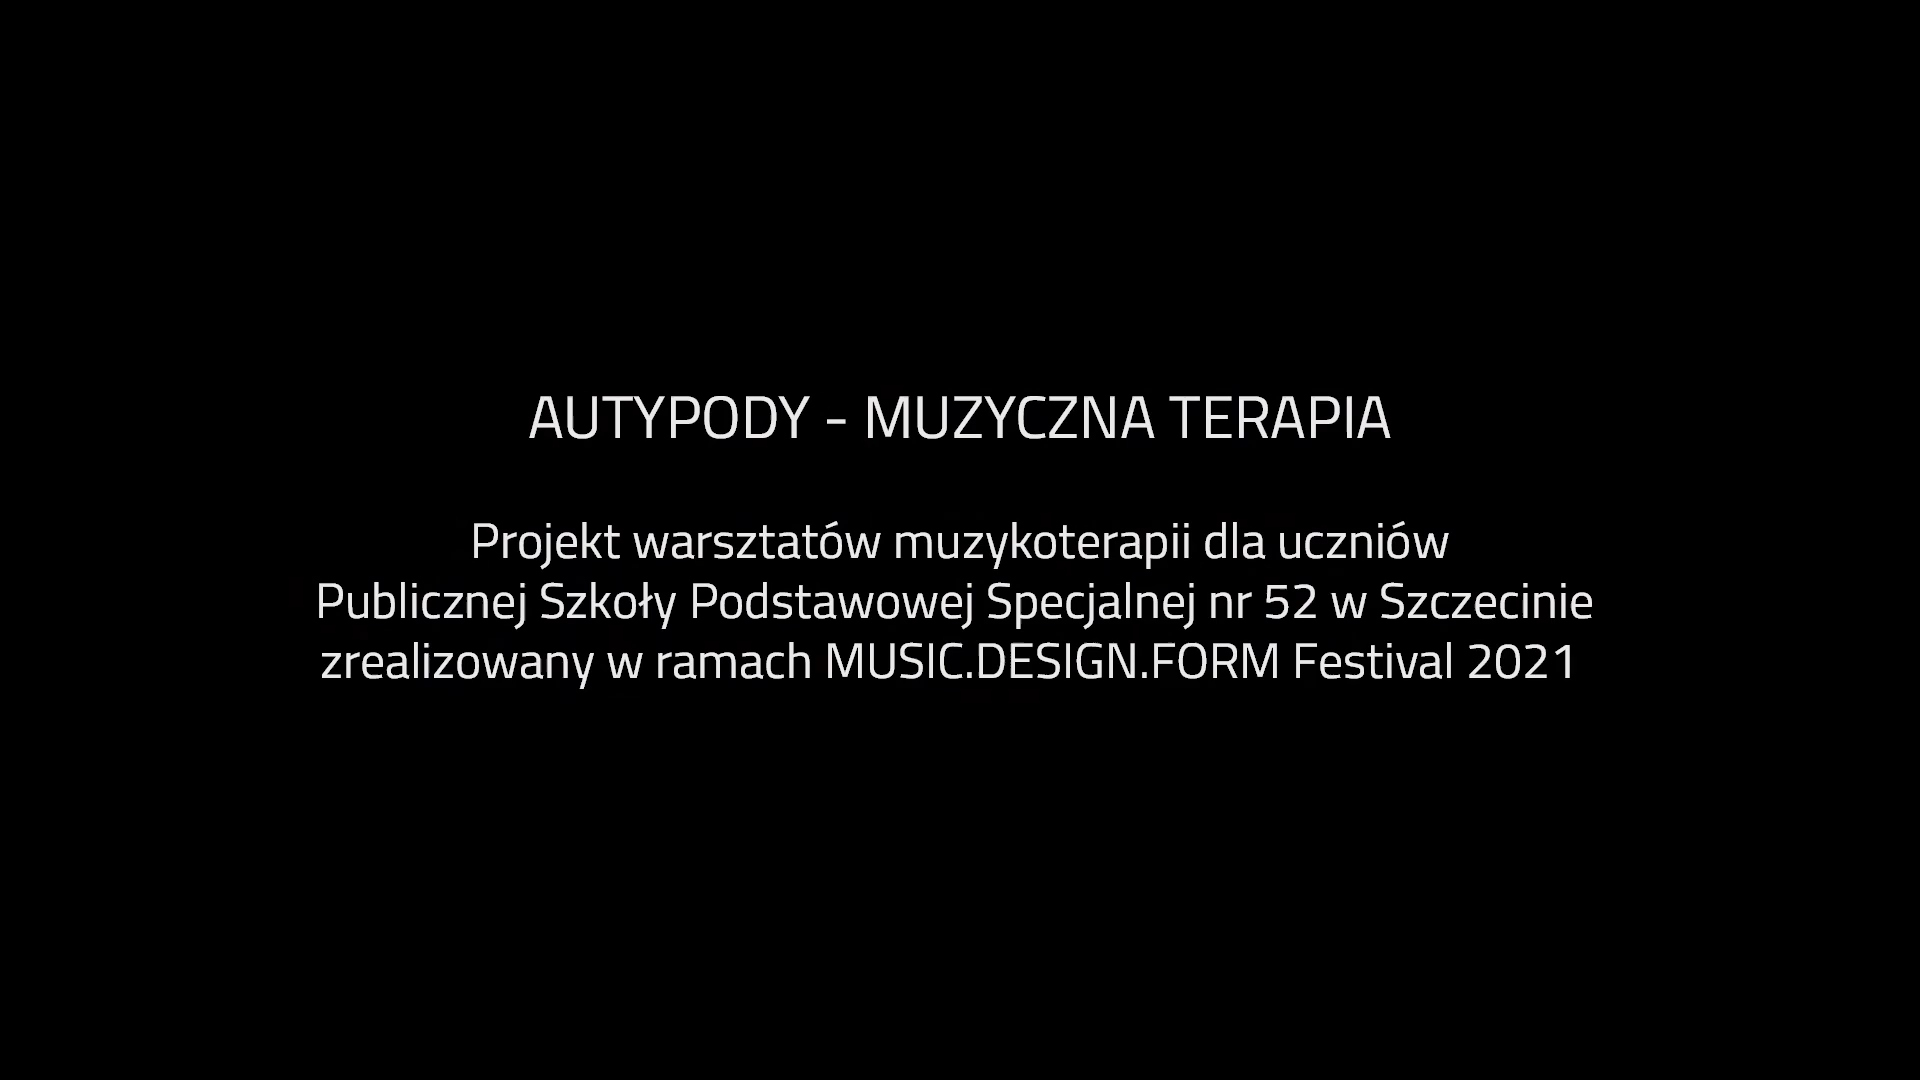 AUTYPODY - MUZYCZNA TERAPIA
Projekt warsztatów muzykoterapii dla uczniów
Publicznej Szkoły Podstawowej Specjalnej nr 52 w Szczecinie
zrealizowany w ramach MUSIC.DESIGN.FORM Festival 2021